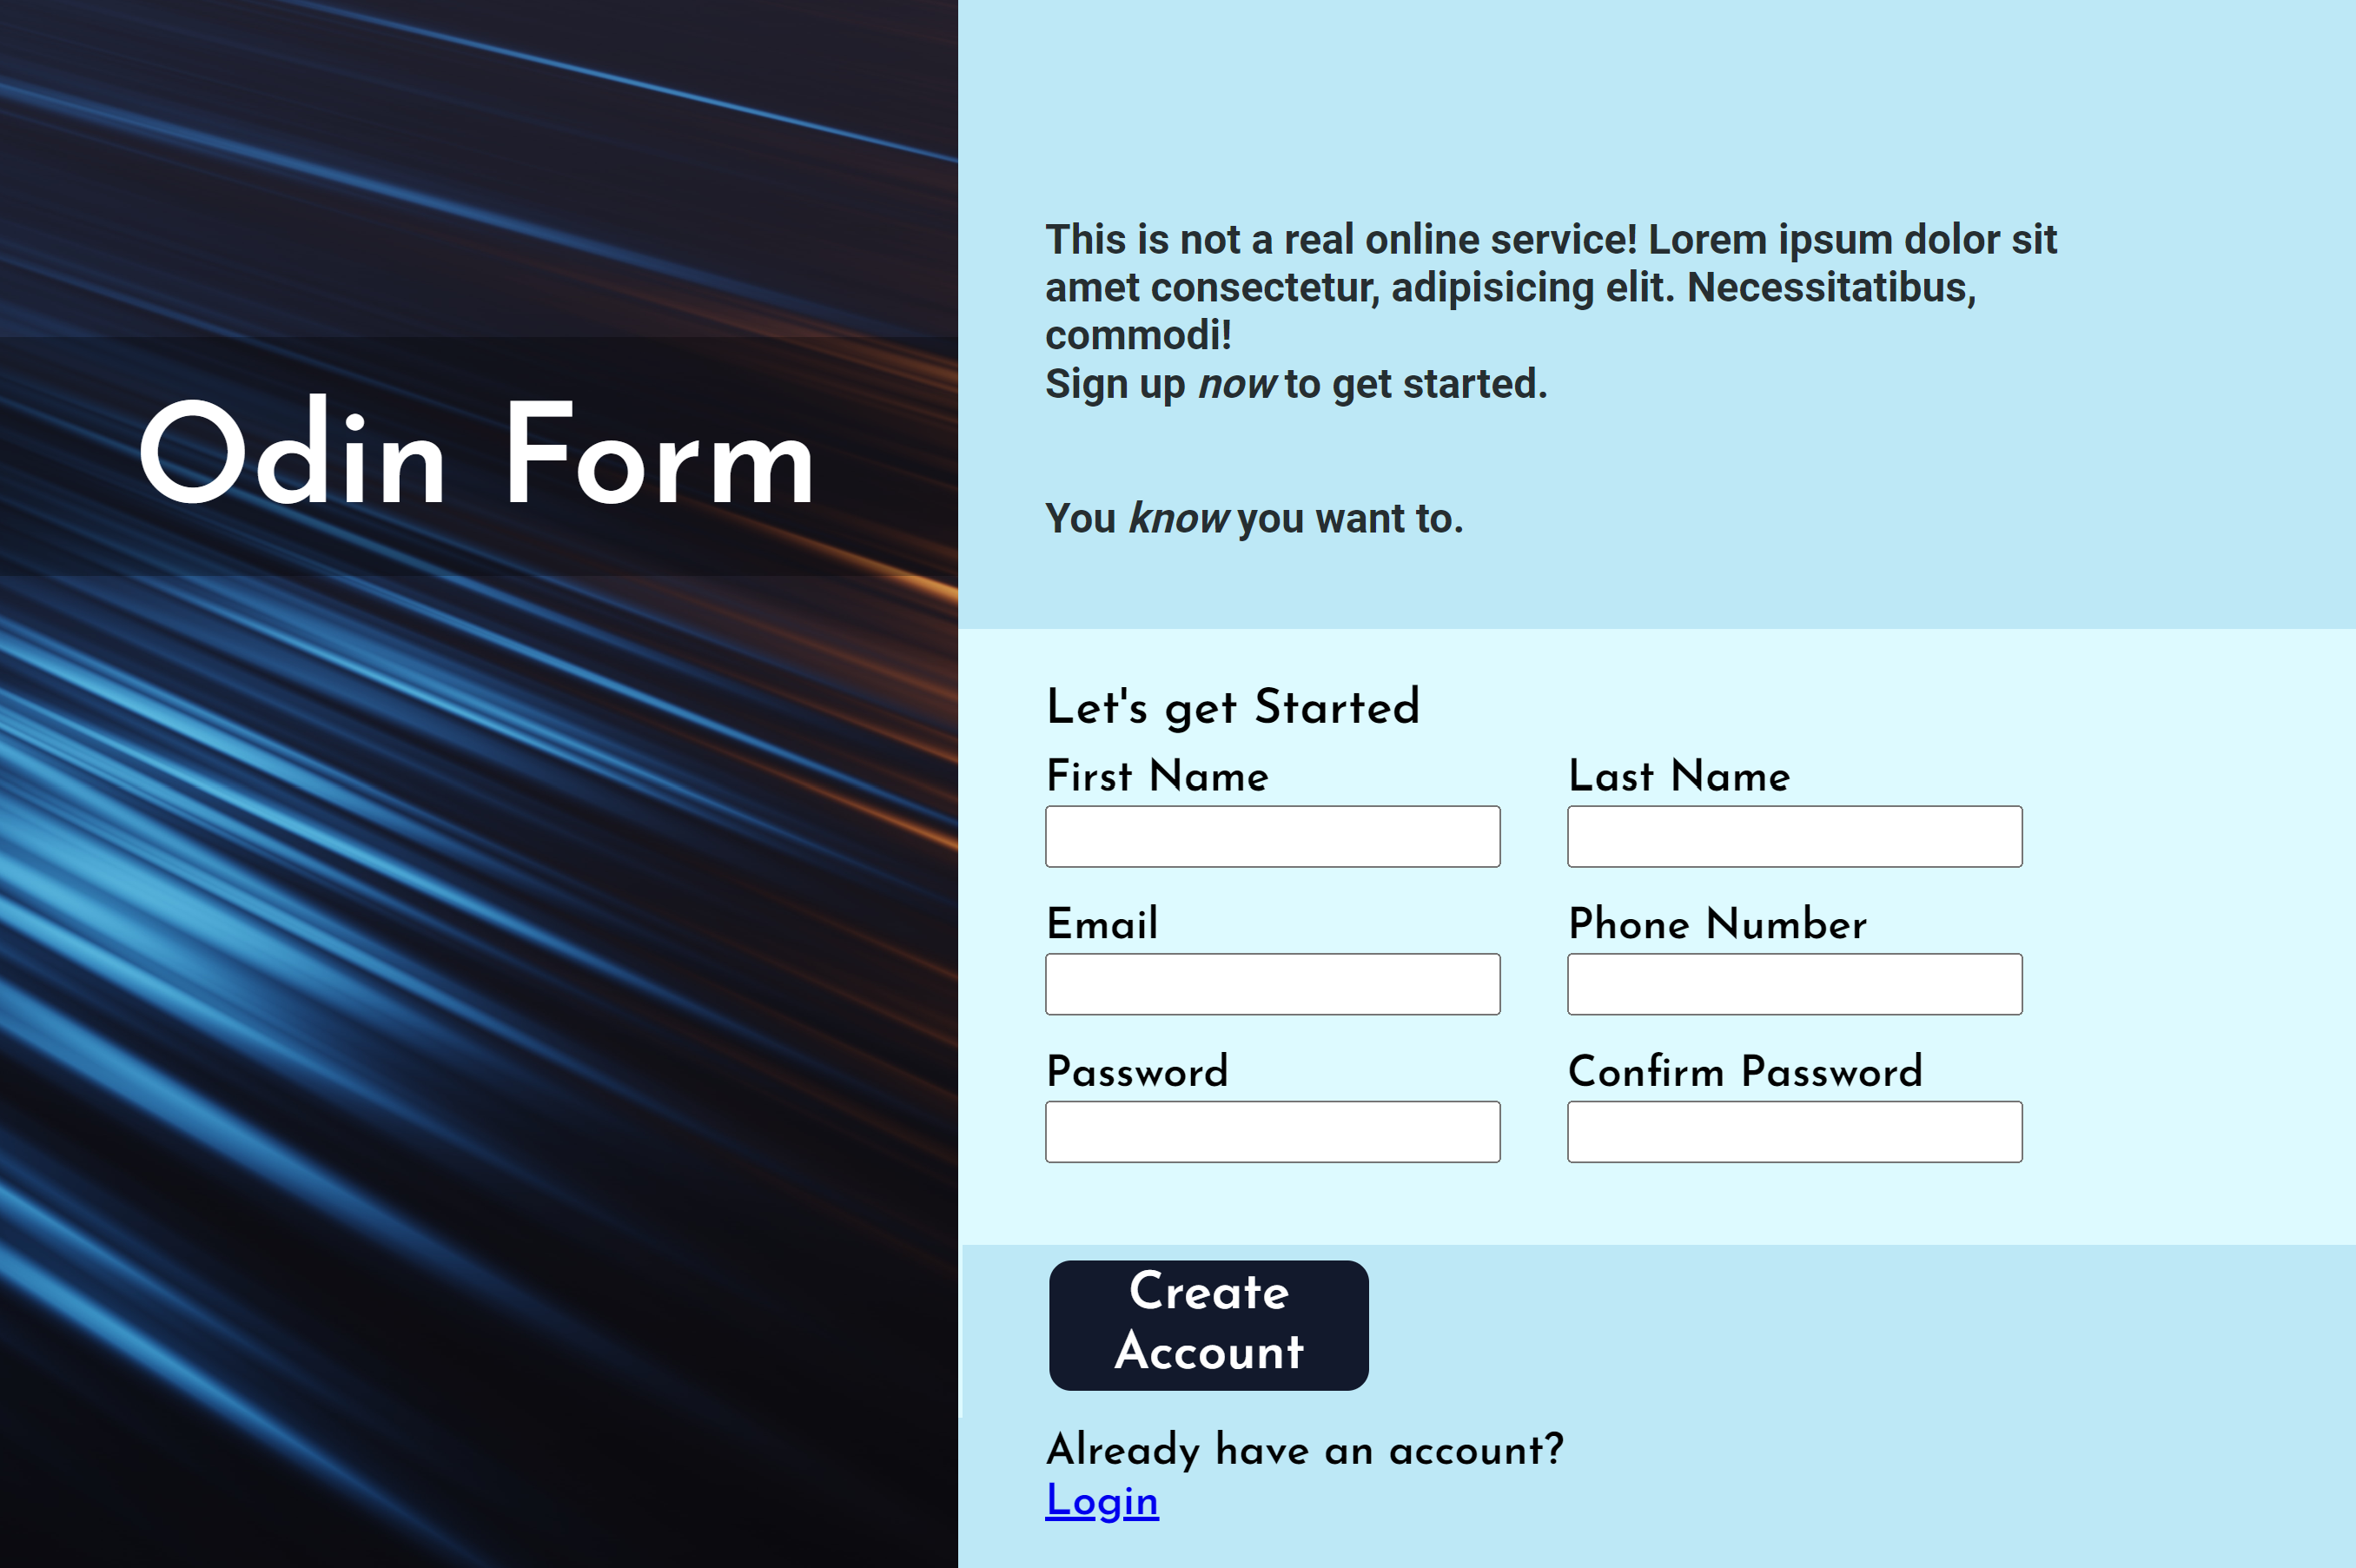 Odin Form
This is not a real online service! Lorem ipsum dolor sit
amet consectetur, adipisicing elit. Necessitatibus,
commodi!
Sign up now to get started.
You know you want to.
Let's get Started
First Name
Last Name
Email
Phone Number
Password
Confirm Password
Create
Account
Already have an account?
Login